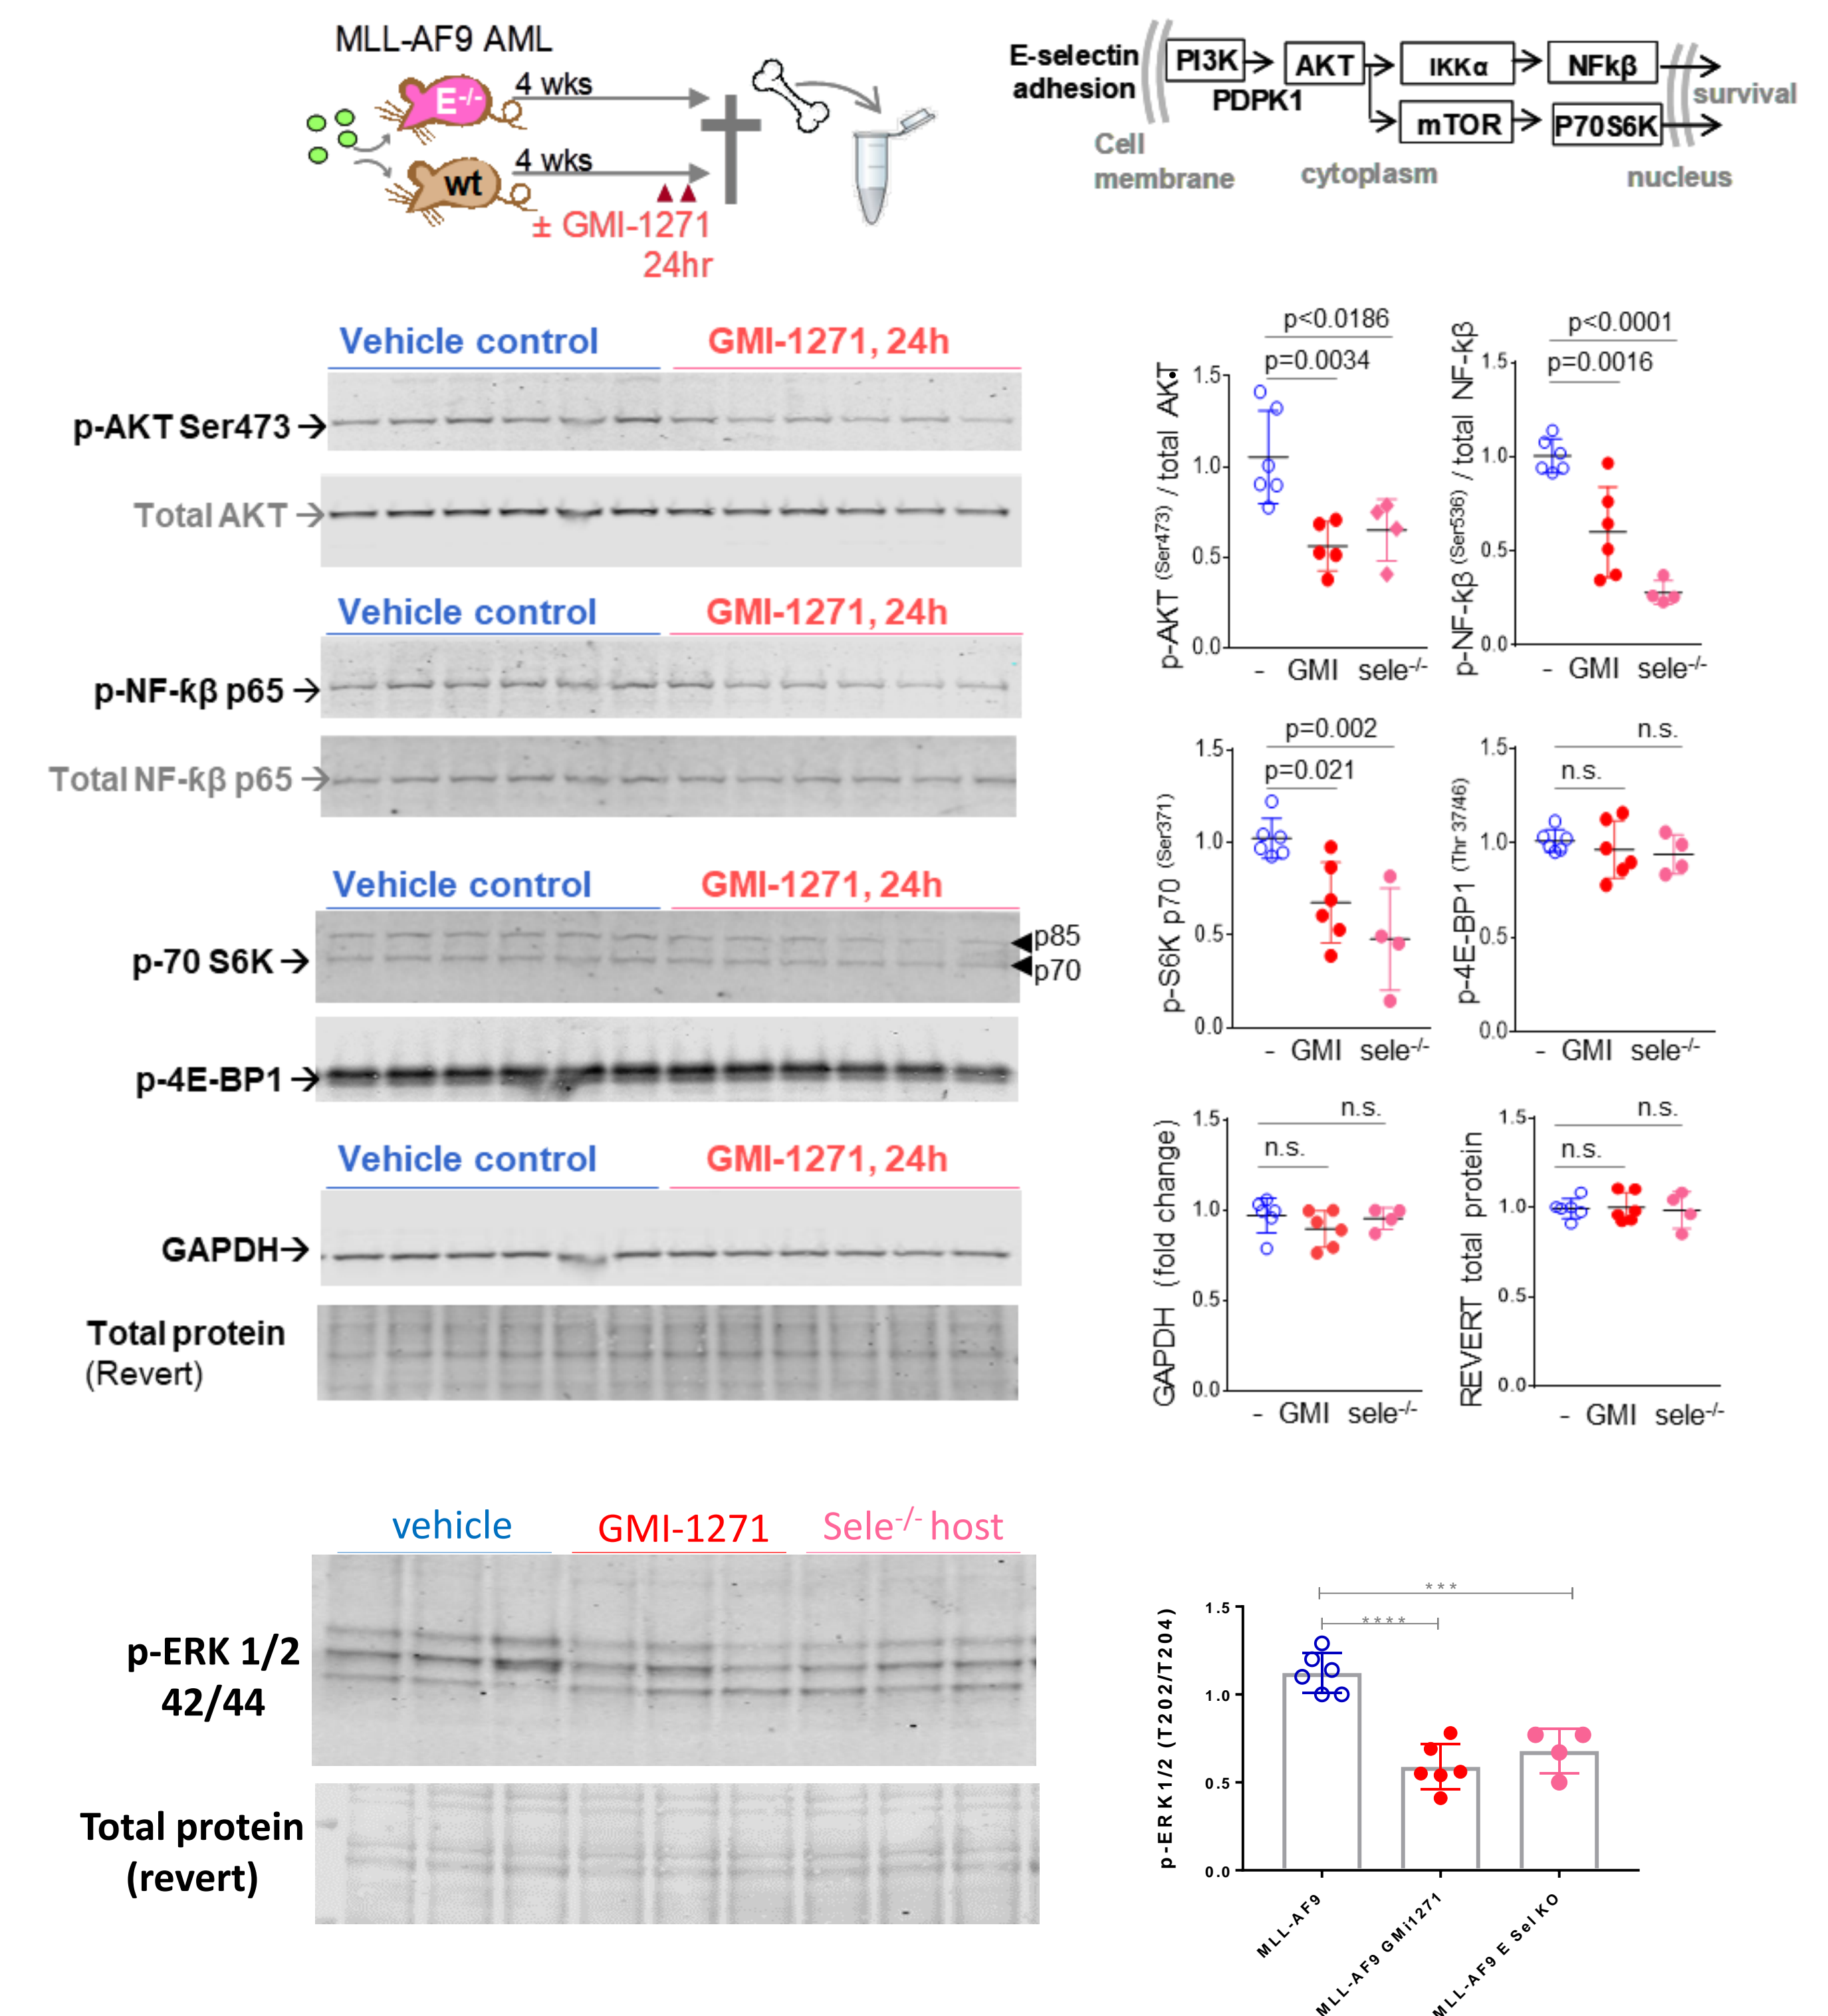 MLL-AF9 AML
E-/-
4 wks
wt
4 wks
± GMI-1271
24hr
E-selectin
adhesion
PI3K
PDPK1
AKT
IKKα
NFkβ
mTOR
P70S6K
survival
Cell
membrane
cytoplasm
nucleus
Vehicle control
GMI-1271, 24h
p-AKT Ser473
Total AKT
Vehicle control
GMI-1271, 24h
p-NF-ƙβ p65
Total NF-ƙβ p65
Vehicle control
GMI-1271, 24h
p-70 S6K
p85
p70
p-4E-BP1
Vehicle control
GMI-1271, 24h
GAPDH
Total protein
(Revert)
p-AKT (Ser473) / total AKT
p<0.0186
p=0.0034
1.5
1.0
0.5
0.0
- GMI sele-/-
p-NF-ƙβ (Ser536) / total NF-ƙβ
p<0.0001
p=0.0016
1.5
1.0
0.5
0.0
- GMI sele-/-
p-S6K p70 (Ser371)
p=0.002
p=0.021
1.5
1.0
0.5
0.0
- GMI sele-/-
p-4E-BP1 (Thr 37/46)
n.s.
n.s.
1.5
1.0
0.5
0.0
- GMI sele-/-
GAPDH (fold change)
n.s.
n.s.
1.5
1.0
0.5
0.0
- GMI sele-/-
REVERT total protein
n.s.
n.s.
1.5
1.0
0.5
0.0
- GMI sele-/-
vehicle
GMI-1271
Sele-/- host
p-ERK 1/2
42/44
Total protein
(revert)
p-ERK1/2 (T202/T204)
***
****
1.5
1.0
0.5
0.0
MLL-AF9
MLL-AF9 GMi1271
MLL-AF9 E Sel KO